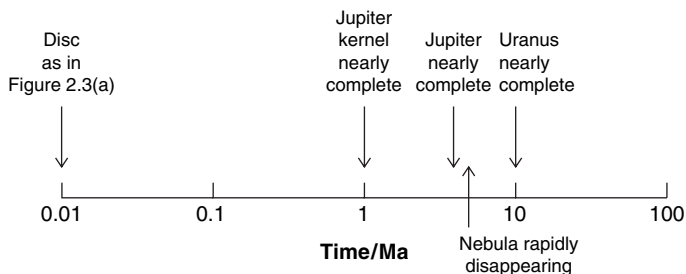 Disc
as in
Figure 2.3(a)
Jupiter
kernel
nearly
complete
Jupiter
nearly
complete
Uranus
nearly
complete
0.01
0.1
1
10
100
Time/Ma
Nebula rapidly
disappearing